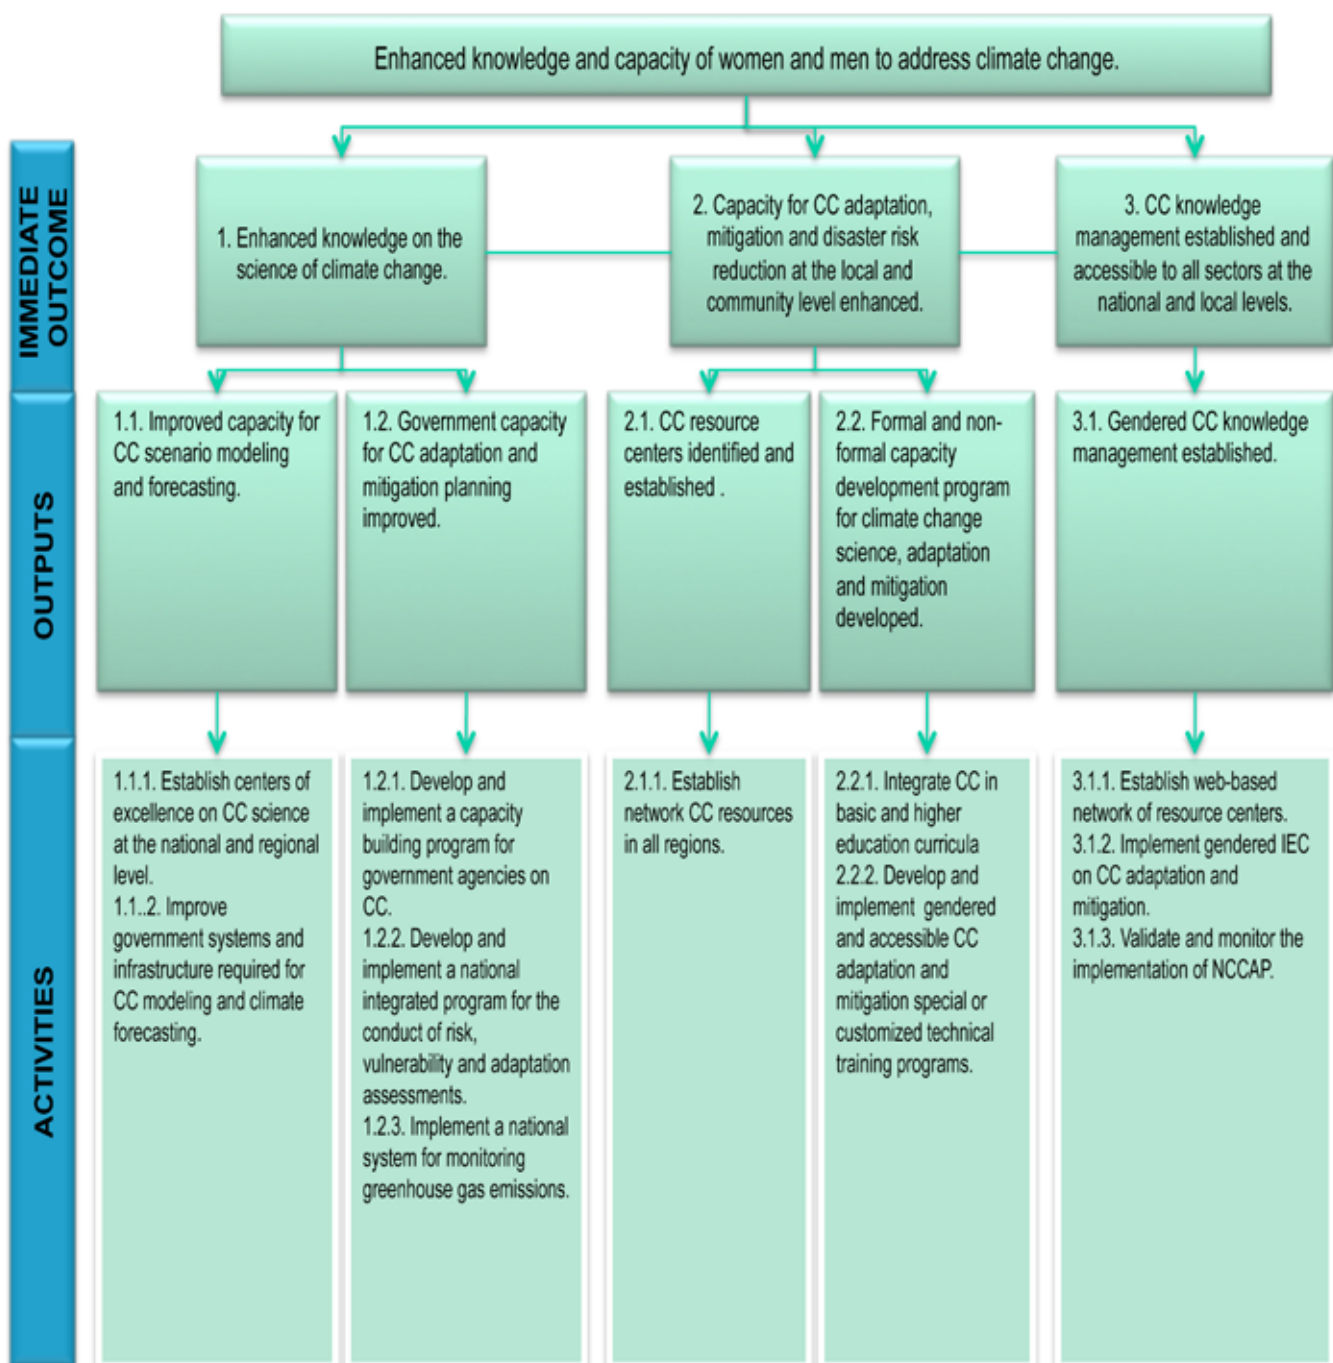 Enhanced knowledge and capacity of women and men to address climate change.
IMMEDIATE
OUTCOME
1. Enhanced knowledge on the
science of climate change.
2. Capacity for CC adaptation,
mitigation and disaster risk
reduction at the local and
community level enhanced.
3. CC knowledge
management established and
accessible to all sectors at the
national and local levels.
OUTPUTS
1.1. Improved capacity for
CC scenario modeling
and forecasting.
1.2. Government capacity
for CC adaptation and
mitigation planning
improved.
2.1. CC resource
centers identified and
established .
2.2. Formal and non-
formal capacity
development program
for climate change
science, adaptation
and mitigation
developed.
3.1. Gendered CC knowledge
management established.
ACTIVITIES
1.1.1. Establish centers of
excellence on CC science
at the national and regional
level.
1.1..2. Improve
government systems and
infrastructure required for
CC modeling and climate
forecasting.
1.2.1. Develop and
implement a capacity
building program for
government agencies on
CC.
1.2.2. Develop and
implement a national
integrated program for the
conduct of risk,
vulnerability and adaptation
assessments.
1.2.3. Implement a national
system for monitoring
greenhouse gas emissions.
2.1.1. Establish
network CC resources
in all regions.
2.2.1. Integrate CC in
basic and higher
education curricula
2.2.2. Develop and
implement gendered
and accessible CC
adaptation and
mitigation special or
customized technical
training programs.
3.1.1. Establish web-based
network of resource centers.
3.1.2. Implement gendered IEC
on CC adaptation and
mitigation.
3.1.3. Validate and monitor the
implementation of NCCAP.